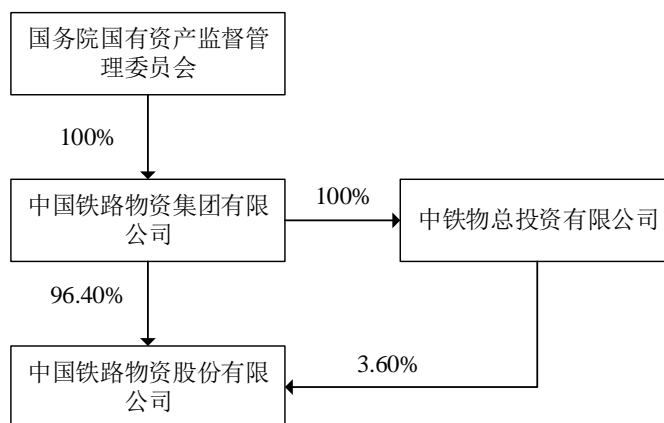 国务院国有资产监督管
理委员会
100%
中国铁路物资集团有限
公司
100%
中铁物总投资有限公司
96.40%
3.60%
中国铁路物资股份有限
公司